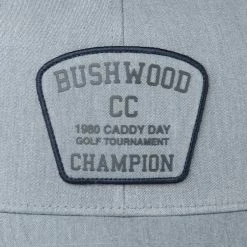 BUSHWOOD
CC
1980 CADDY DAY
GOLF TOURNAMENT
CHAMPION